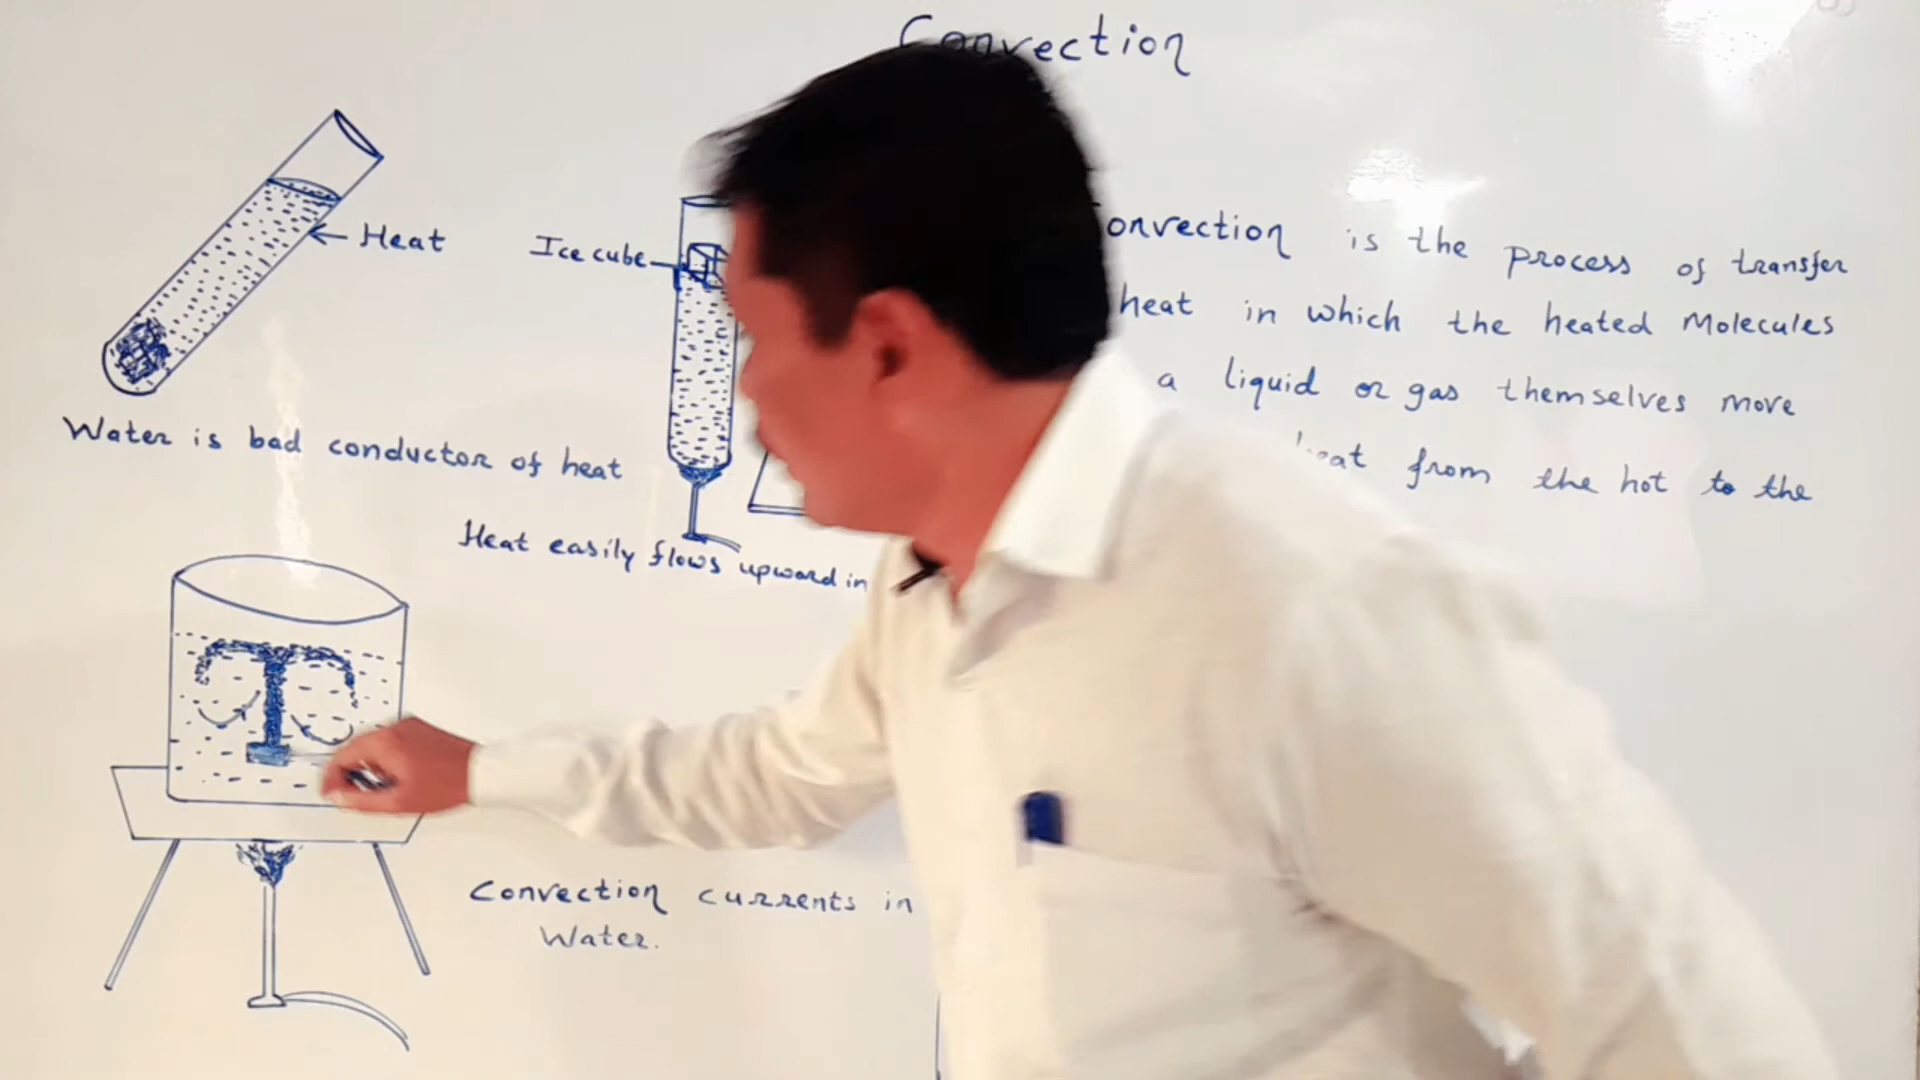 Convection
Heat
Ice cube
Water is bad conductor of heat
Heat easily flows upward in
Convection currents in
Water.
onvection is the process of transfer
heat in which the heated Molecules
a liquid or gas themselves move
eat from the hot to the